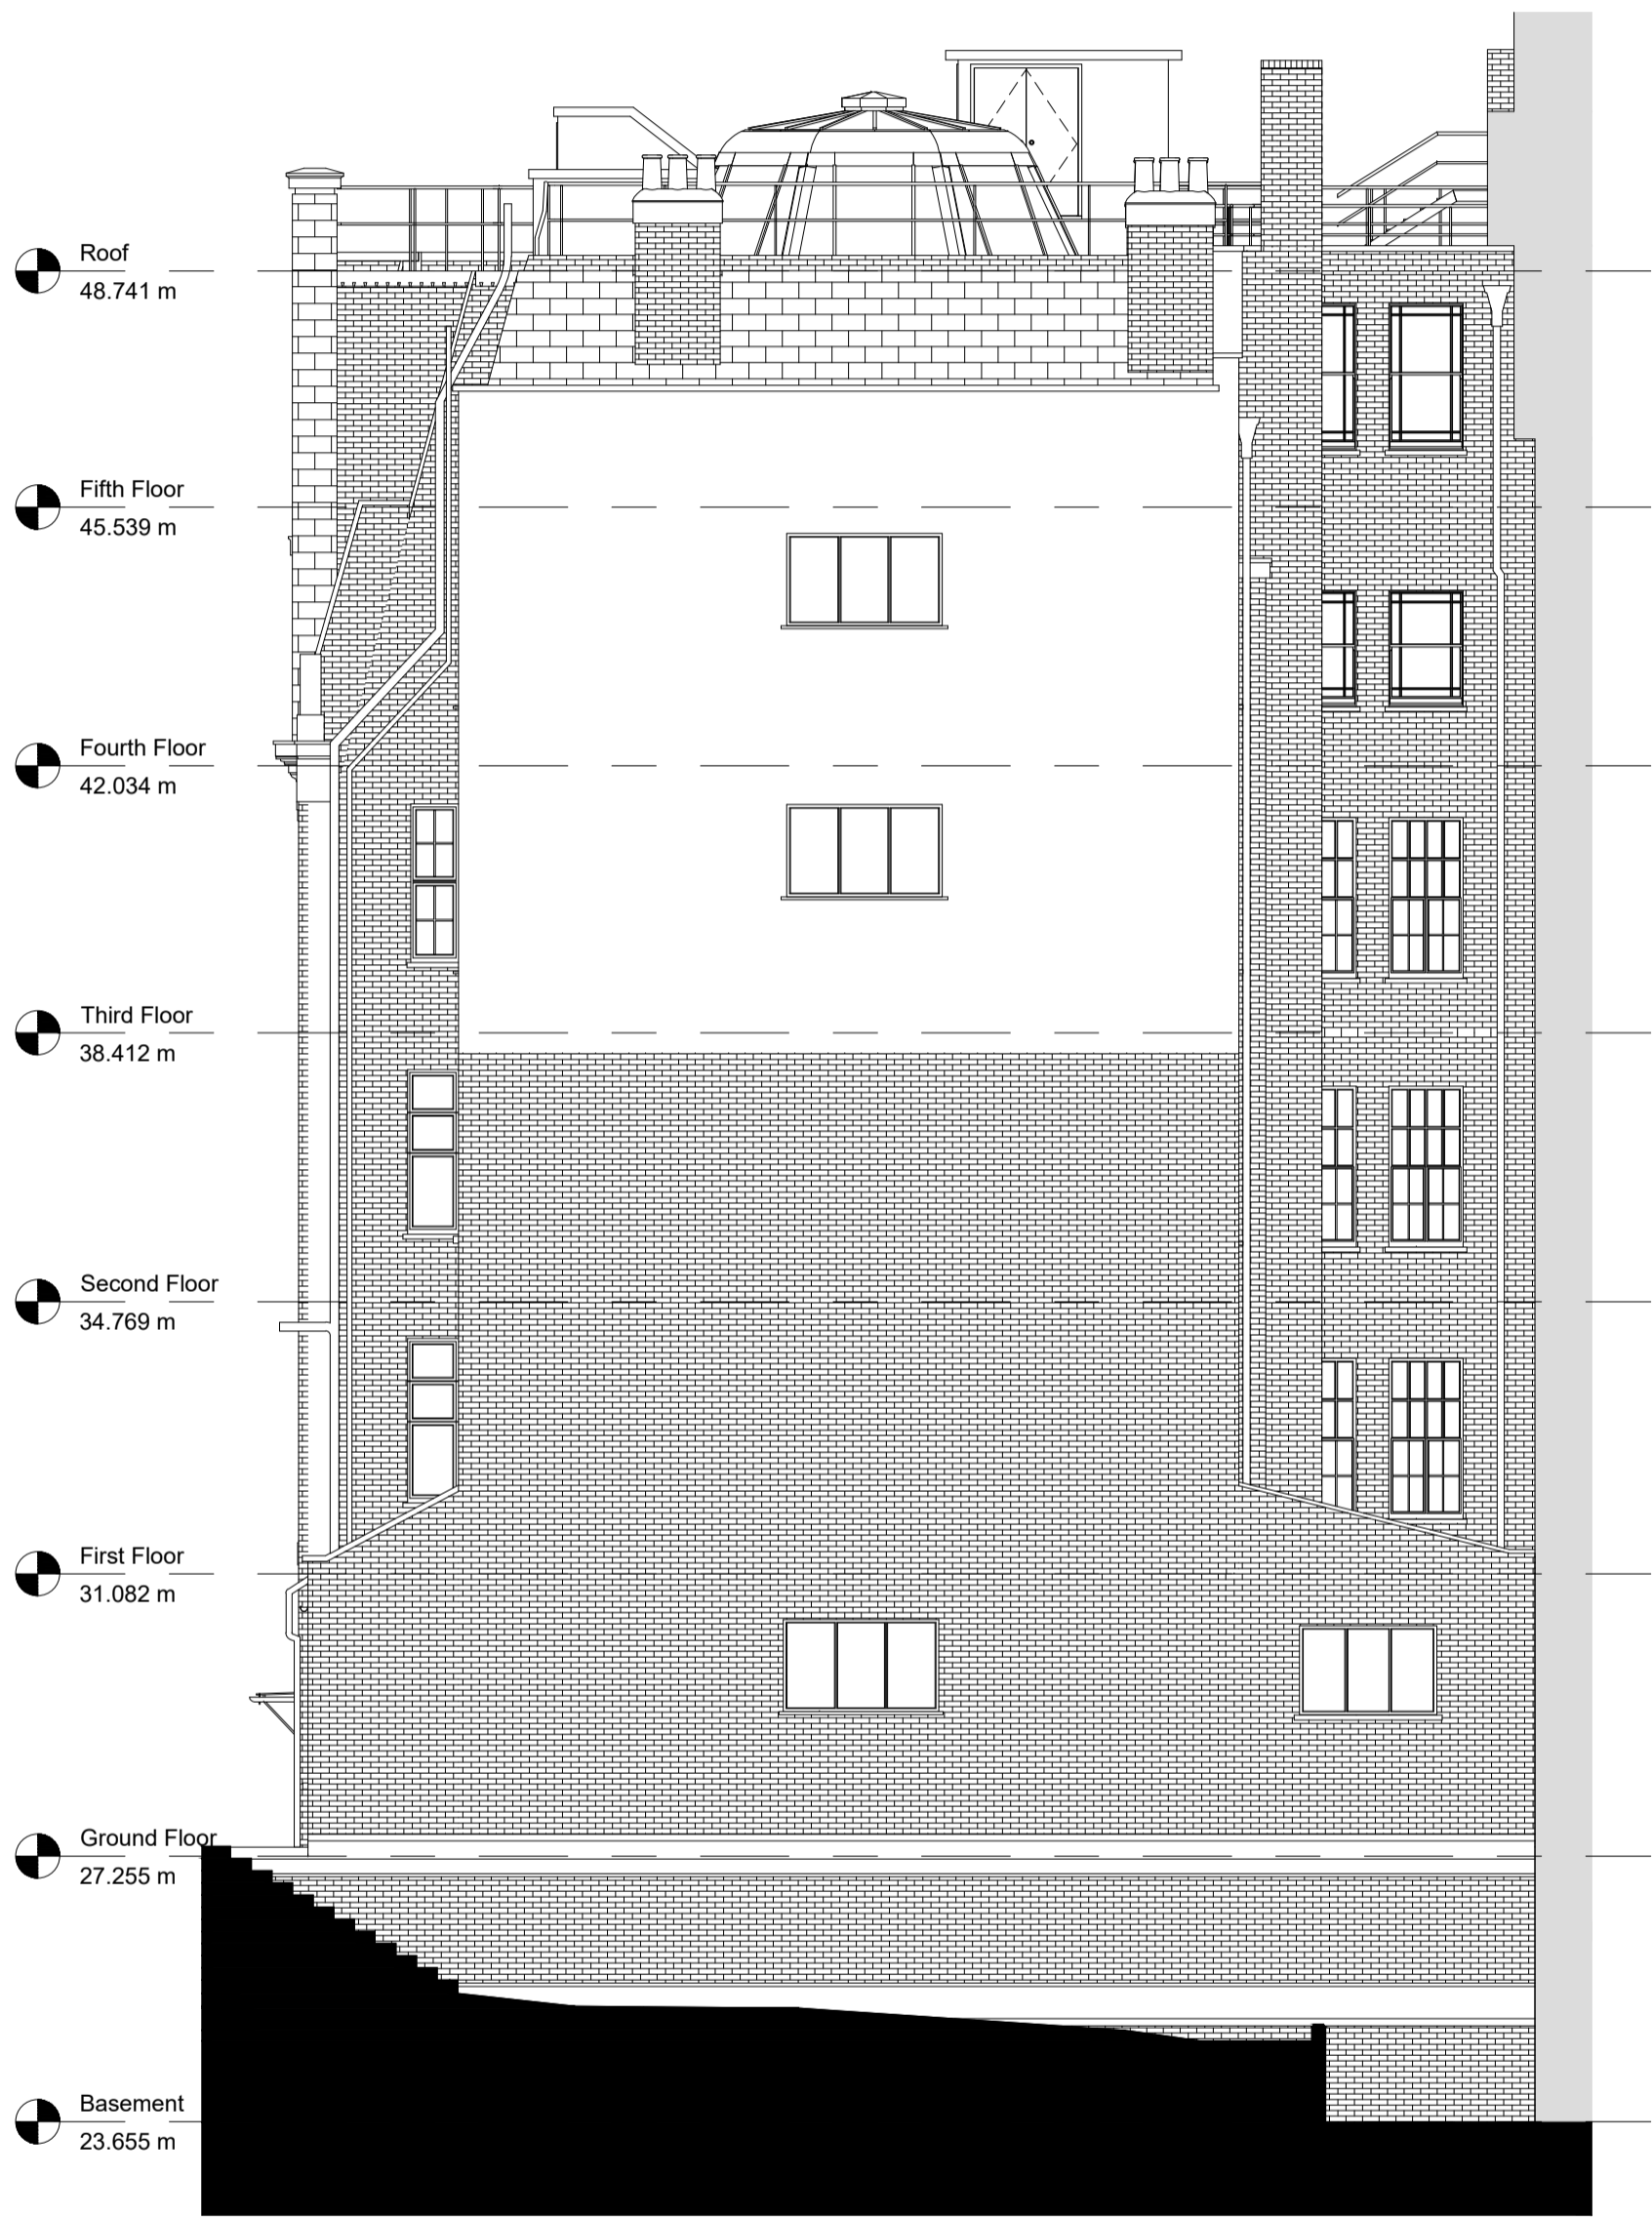 Roof
48.741 m
Fifth Floor
45.539 m
Fourth Floor
42.034 m
Third Floor
38.412 m
Second Floor
34.769 m
First Floor
31.082 m
Ground Floor
27.255 m
Basement
23.655 m